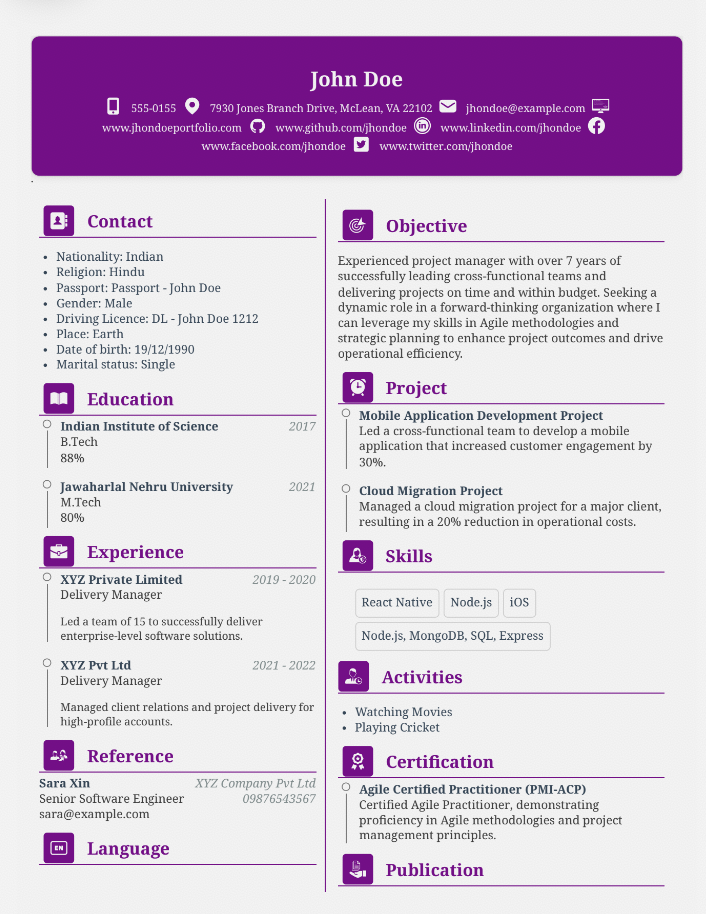 John Doe
555-0155 7930 Jones Branch Drive, McLean, VA 22102 jhondoe@example.com
www.jhondoeportfolio.com www.github.com/jhondoe www.linkedin.com/jhondoe
www.facebook.com/jhondoe www.twitter.com/jhondoe
.
Contact
• Nationality: Indian
• Religion: Hindu
• Passport: Passport - John Doe
• Gender: Male
• Driving Licence: DL - John Doe 1212
• Place: Earth
• Date of birth: 19/12/1990
• Marital status: Single
Education
Indian Institute of Science 2017
B.Tech
88%
Jawaharlal Nehru University 2021
M.Tech
80%
Experience
XYZ Private Limited 2019 - 2020
Delivery Manager
Led a team of 15 to successfully deliver
enterprise-level software solutions.
XYZ Pvt Ltd 2021 - 2022
Delivery Manager
Managed client relations and project delivery for
high-profile accounts.
Reference
Sara Xin XYZ Company Pvt Ltd
Senior Software Engineer 09876543567
sara@example.com
EN
Language
Objective
Experienced project manager with over 7 years of
successfully leading cross-functional teams and
delivering projects on time and within budget. Seeking a
dynamic role in a forward-thinking organization where I
can leverage my skills in Agile methodologies and
strategic planning to enhance project outcomes and drive
operational efficiency.
Project
Mobile Application Development Project
Led a cross-functional team to develop a mobile
application that increased customer engagement by
30%.
Cloud Migration Project
Managed a cloud migration project for a major client,
resulting in a 20% reduction in operational costs.
Skills
React Native Node.js iOS
Node.js, MongoDB, SQL, Express
Activities
• Watching Movies
• Playing Cricket
Certification
Agile Certified Practitioner (PMI-ACP)
Certified Agile Practitioner, demonstrating
proficiency in Agile methodologies and project
management principles.
Publication